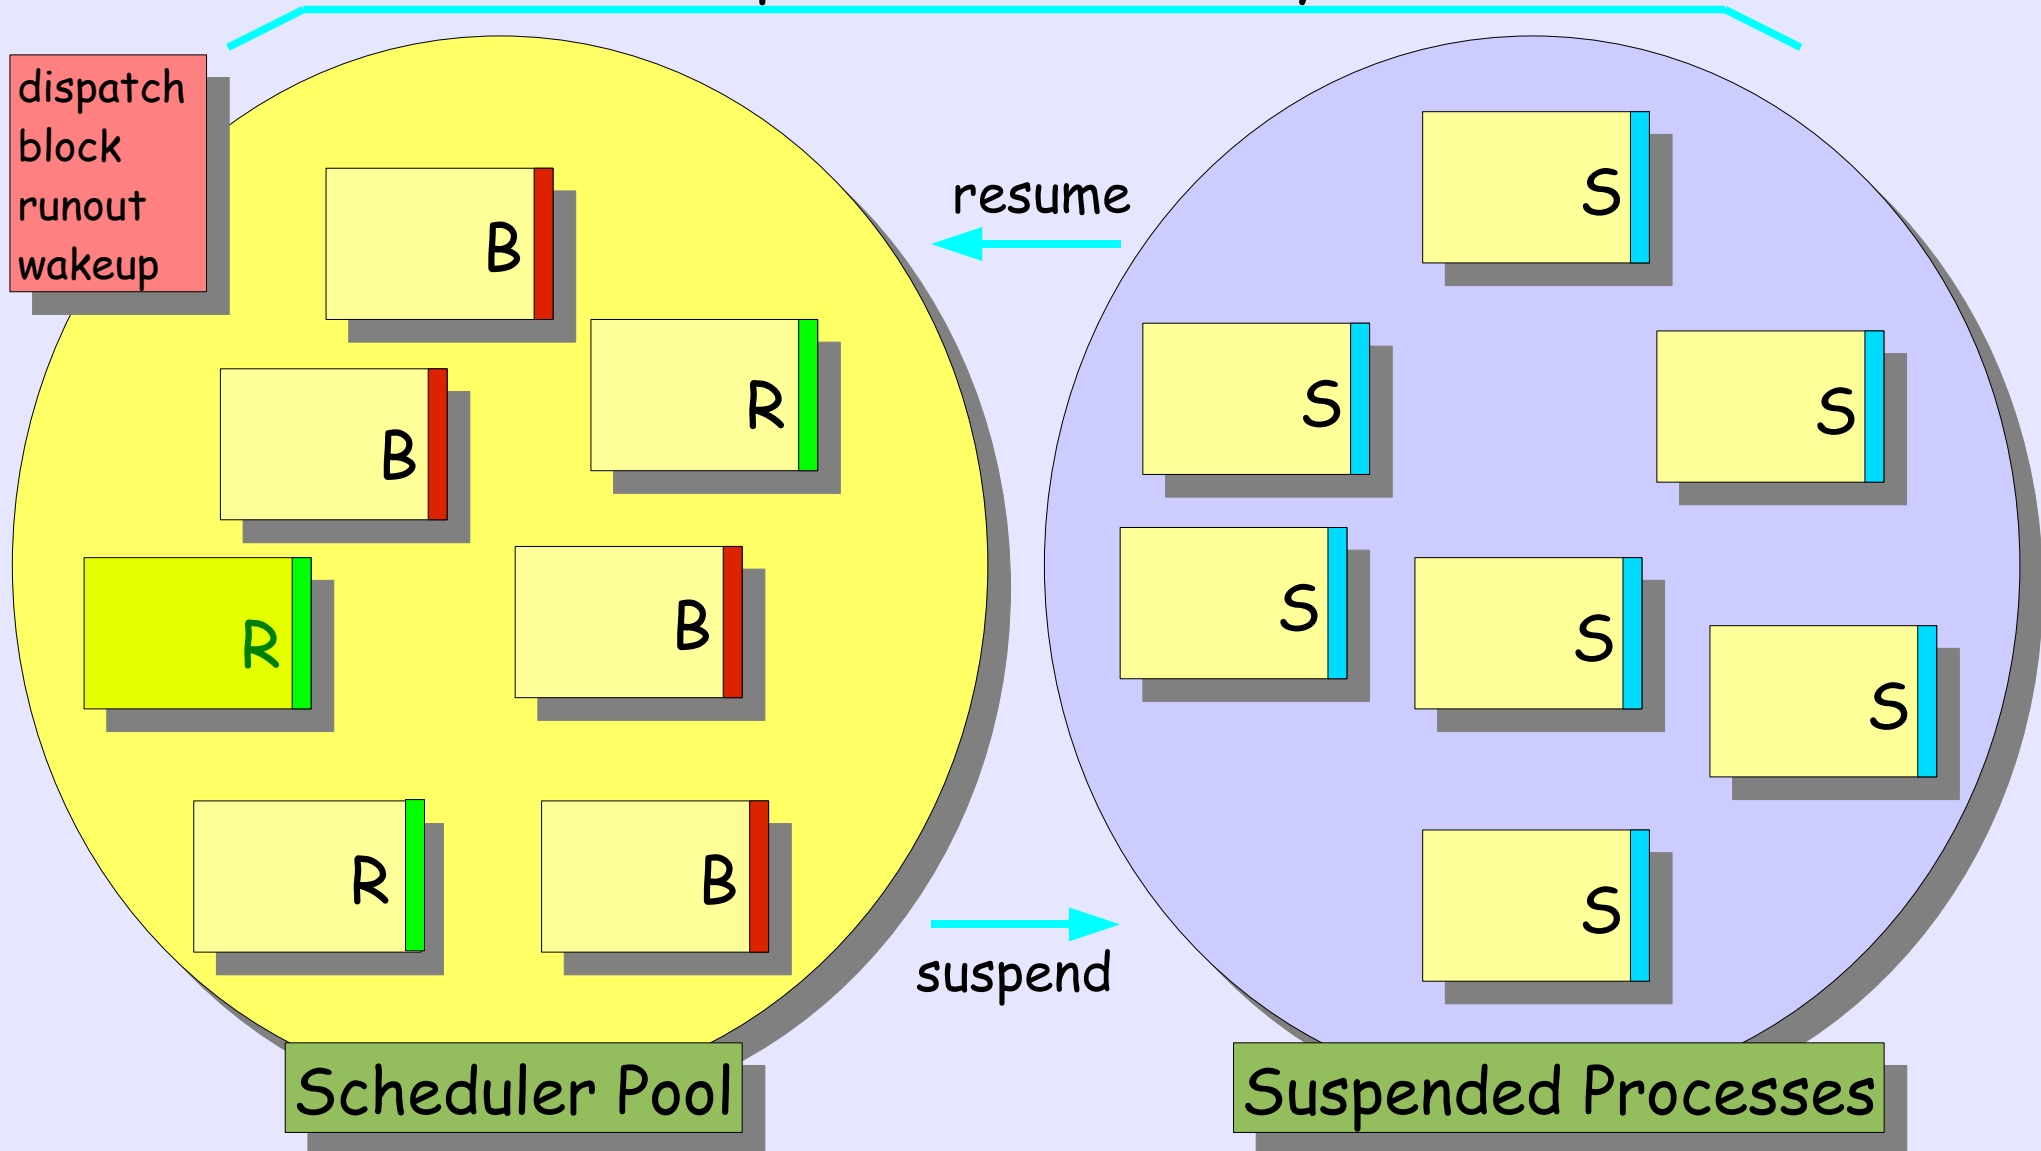 dispatch
block
runout
wakeup
resume
B
R
B
R
B
R
B
S
S
S
S
S
S
S
suspend
Scheduler Pool
Suspended Processes